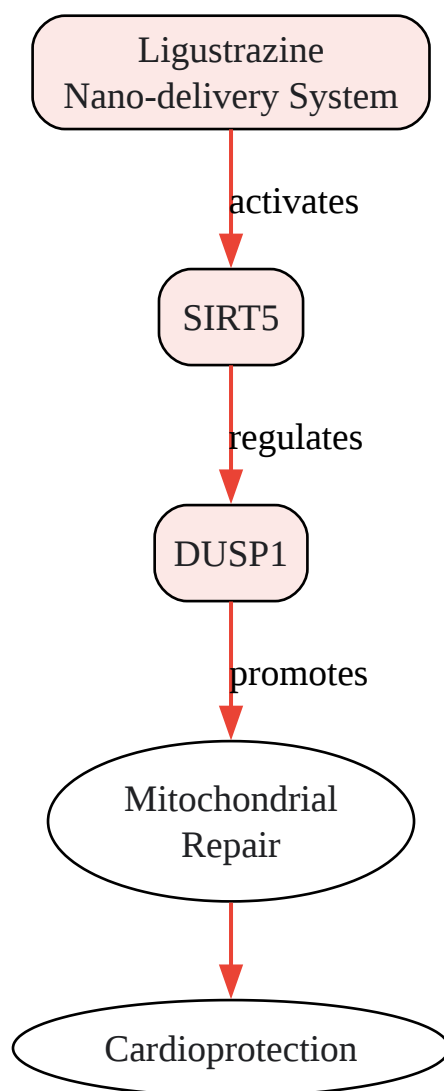 Ligustrazine
Nano-delivery System
activates
SIRT5
regulates
DUSP1
promotes
Mitochondrial
Repair
Cardioprotection